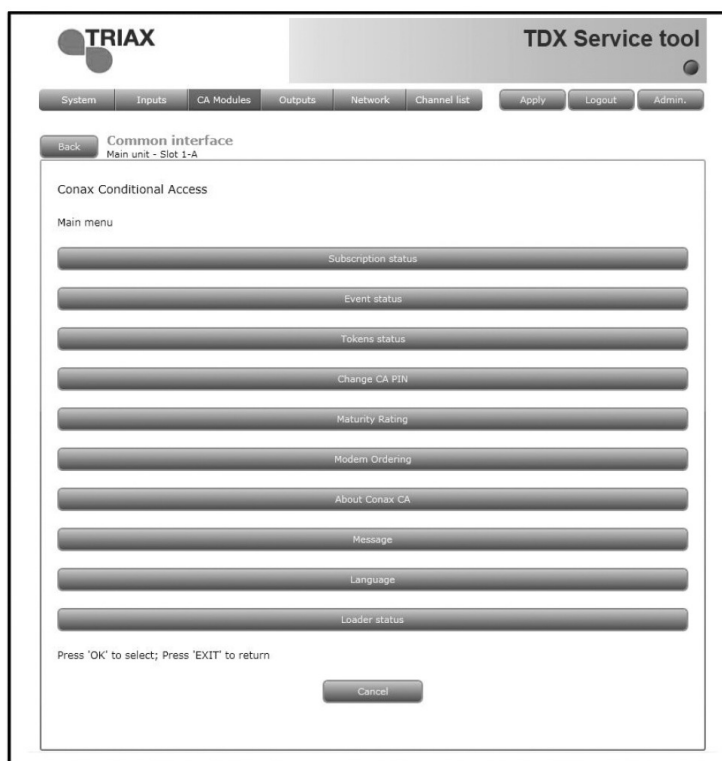 TRIAX
TDX Service tool
System Inputs CA Modules Outputs Network Channel list Apply Logout Admin.
Back Common interface
Main unit - Slot 1-A
Conax Conditional Access
Main menu
Subscription status
Event status
Tokens status
Change CA PIN
Maturity Rating
Modem Ordering
About Conax CA
Message
Language
Loader status
Press 'OK' to select; Press 'EXIT' to return
Cancel